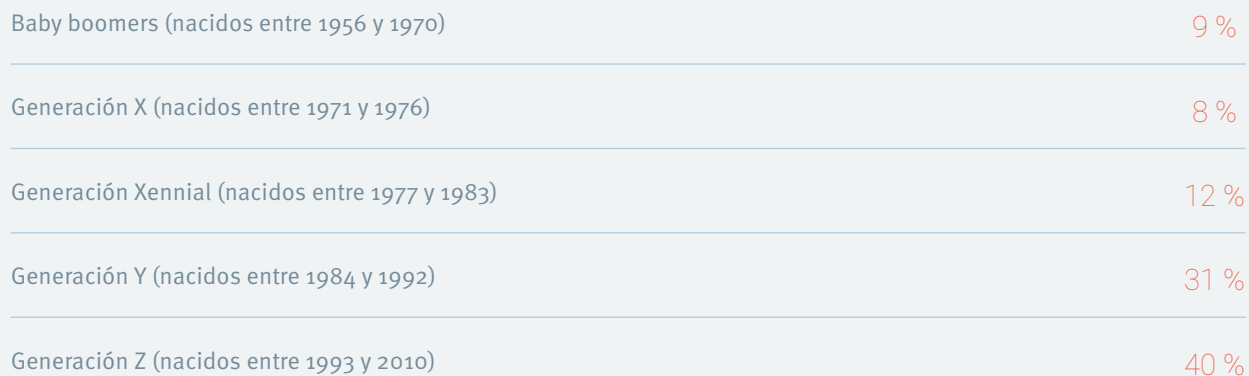 Baby boomers (nacidos entre 1956 y 1970) 9 %
Generación X (nacidos entre 1971 y 1976) 8 %
Generación Xennial (nacidos entre 1977 y 1983) 12 %
Generación Y (nacidos entre 1984 y 1992) 31 %
Generación Z (nacidos entre 1993 y 2010) 40 %